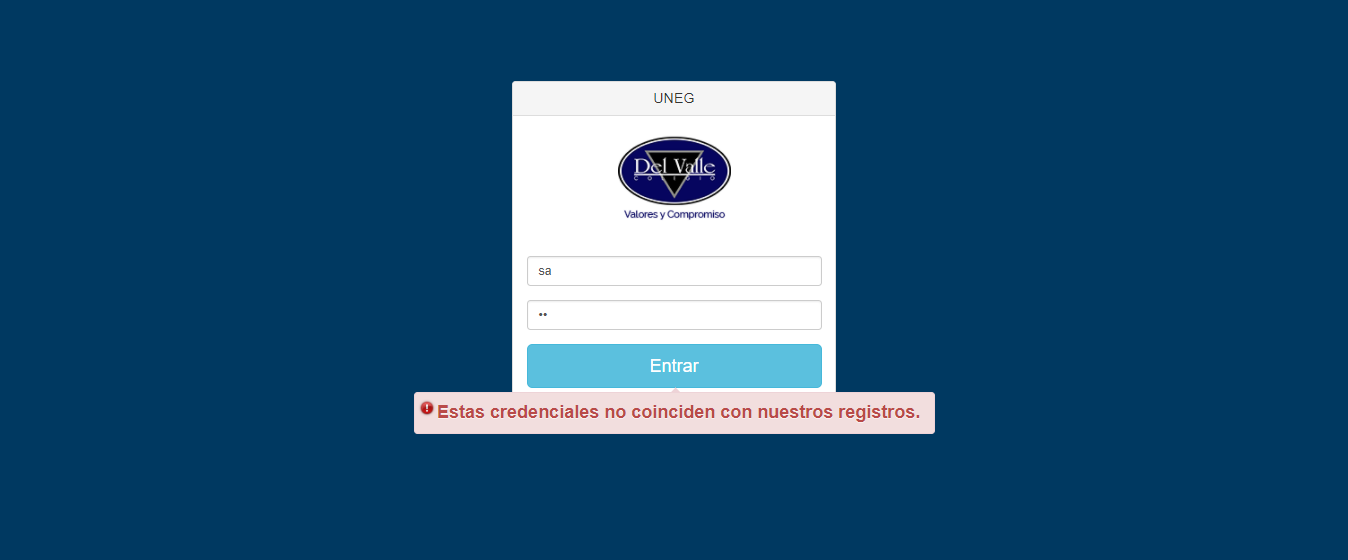 UNEG
Del Valle
COLEGIO
Valores y Compromiso
sa
••
Entrar
Estas credenciales no coinciden con nuestros registros.